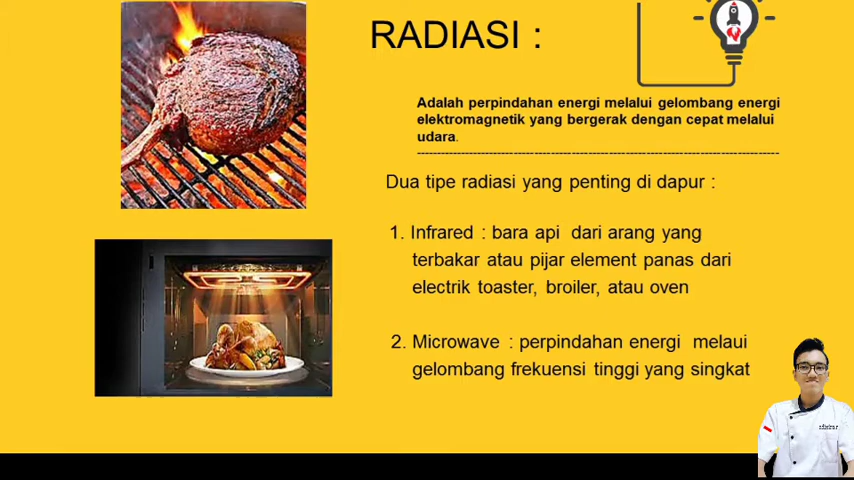 RADIASI :
Adalah perpindahan energi melalui gelombang energi
elektromagnetik yang bergerak dengan cepat melalui
udara.
Dua tipe radiasi yang penting di dapur :
1. Infrared : bara api dari arang yang
terbakar atau pijar element panas dari
electrik toaster, broiler, atau oven
2. Microwave : perpindahan energi melaui
gelombang frekuensi tinggi yang singkat